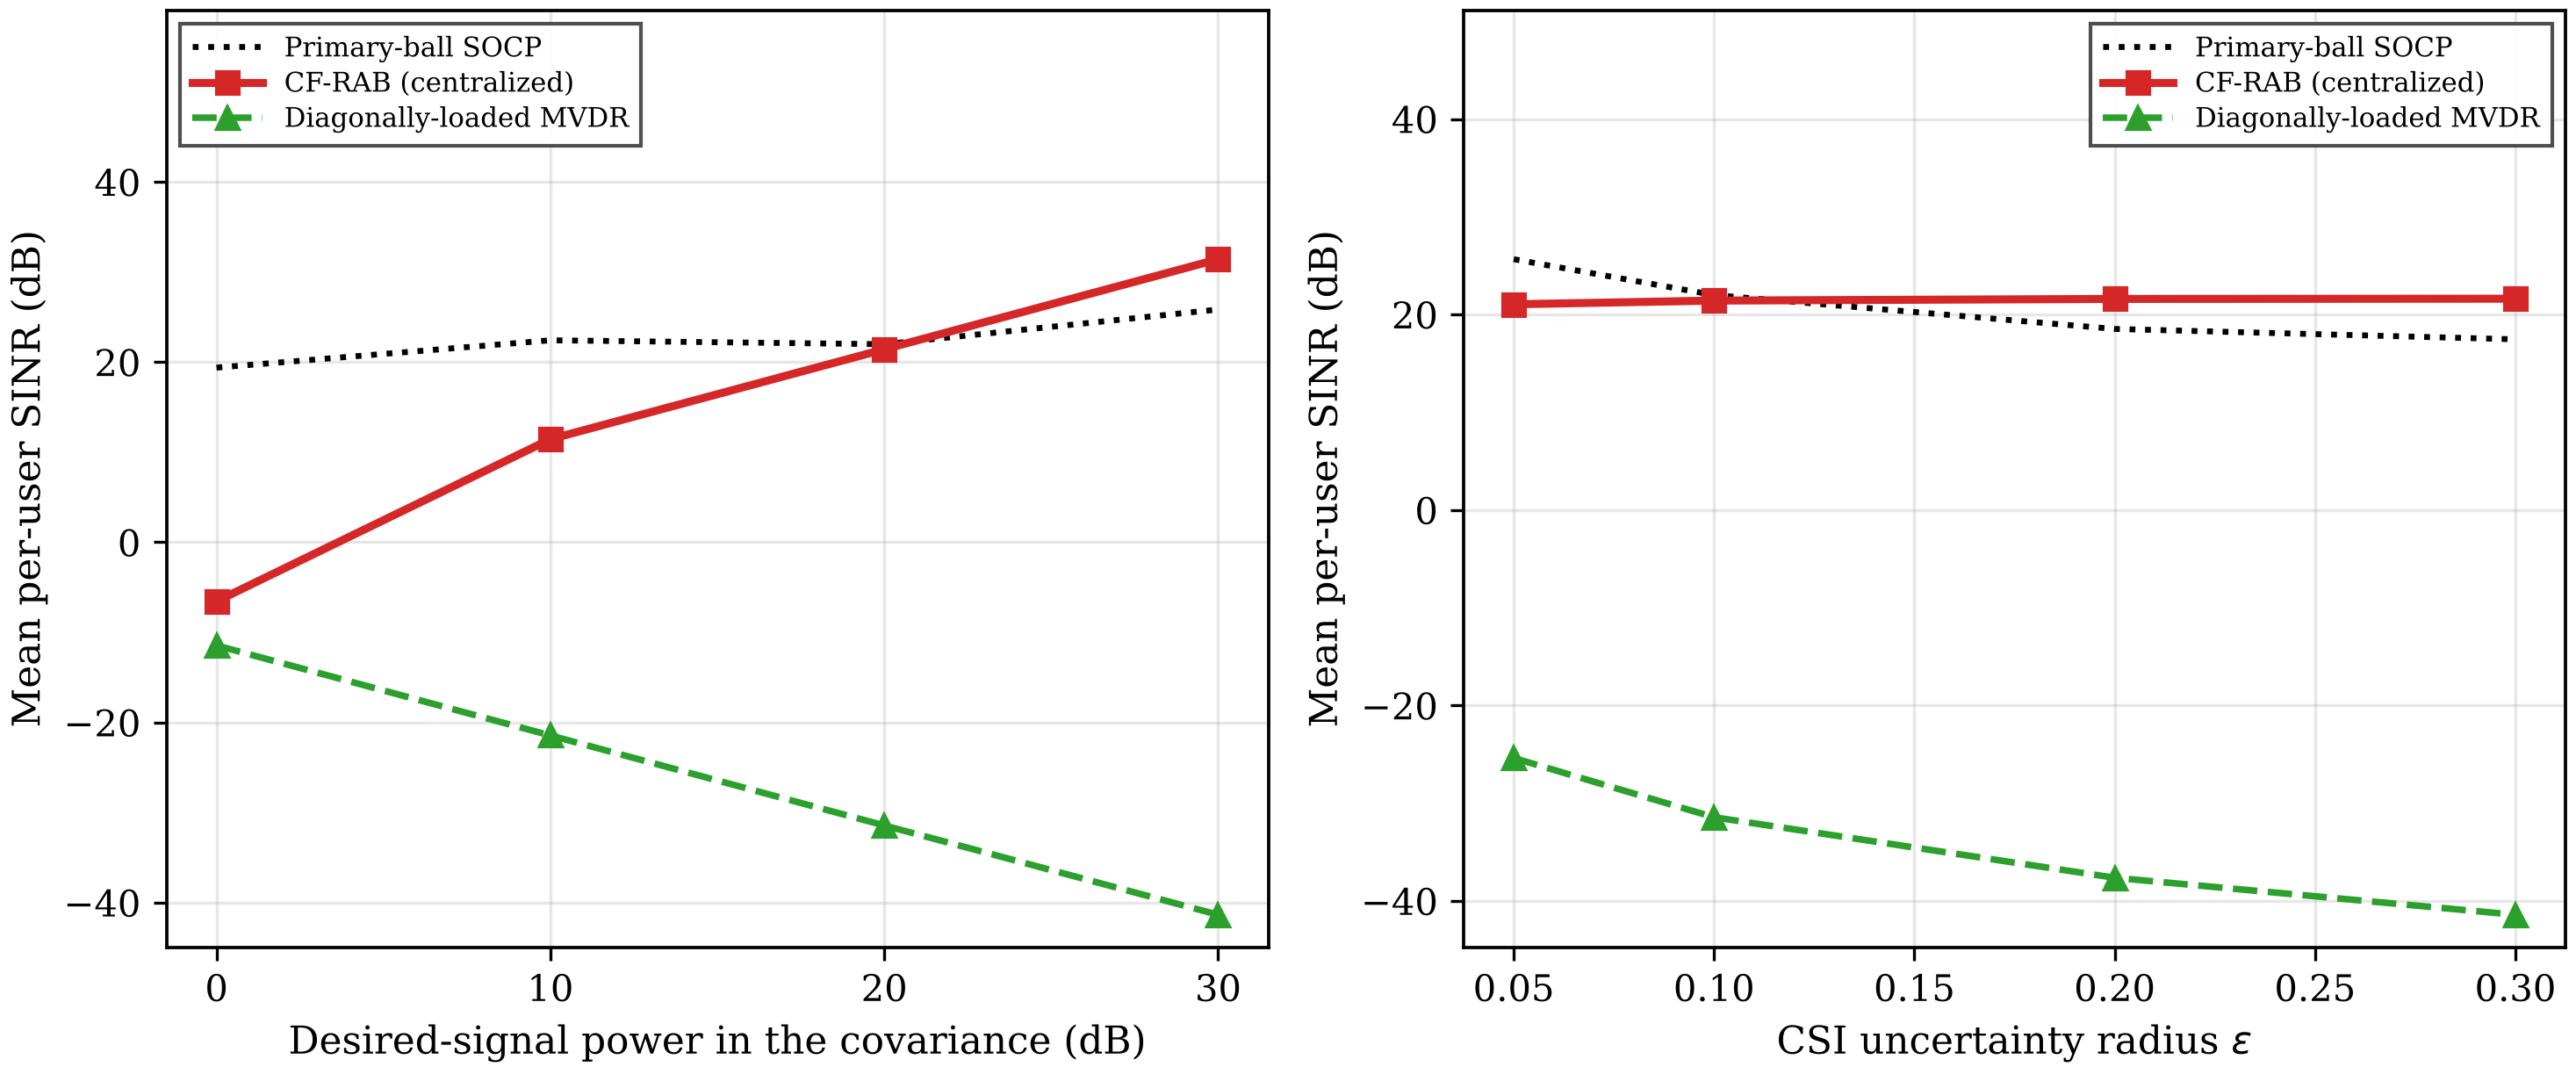 Primary-ball SOCP
CF-RAB (centralized)
Diagonally-loaded MVDR
Mean per-user SINR (dB)
40
20
0
−20
−40
0 10 20 30
Desired-signal power in the covariance (dB)
Primary-ball SOCP
CF-RAB (centralized)
Diagonally-loaded MVDR
Mean per-user SINR (dB)
40
20
0
−20
−40
0.05 0.10 0.15 0.20 0.25 0.30
CSI uncertainty radius ε